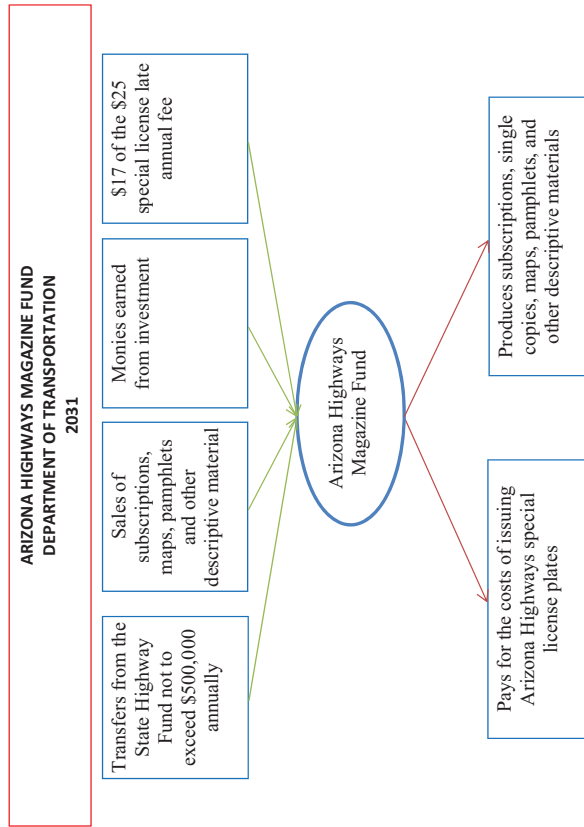 ARIZONA HIGHWAYS MAGAZINE FUND
DEPARTMENT OF TRANSPORTATION
2031
Transfers from the
State Highway
Fund not to
exceed $500,000
annually
Sales of
subscriptions,
maps, pamphlets
and other
descriptive material
Monies earned
from investment
$17 of the $25
special license late
annual fee
Arizona Highways
Magazine Fund
Pays for the costs of issuing
Arizona Highways special
license plates
Produces subscriptions, single
copies, maps, pamphlets, and
other descriptive materials